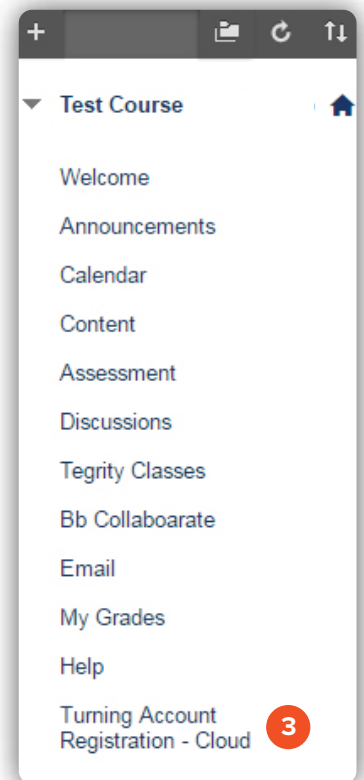 Test Course
Welcome
Announcements
Calendar
Content
Assessment
Discussions
Tegrity Classes
Bb Collaboarate
Email
My Grades
Help
Turning Account
Registration - Cloud
3